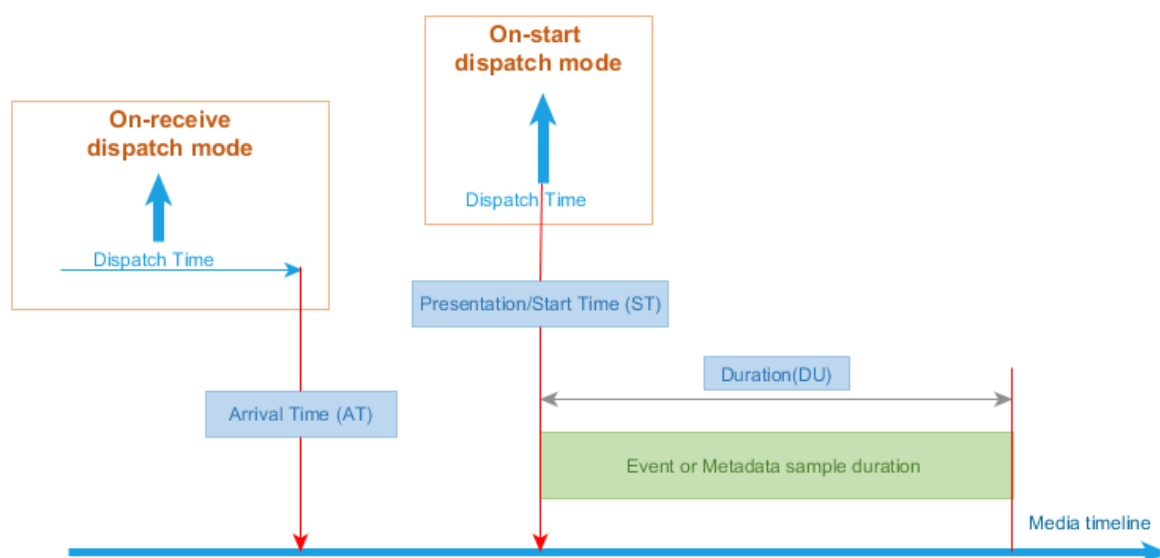 On-start
dispatch mode
On-receive
dispatch mode
Dispatch Time
Dispatch Time
Presentation/Start Time (ST)
Duration(DU)
Arrival Time (AT)
Event or Metadata sample duration
Media timeline